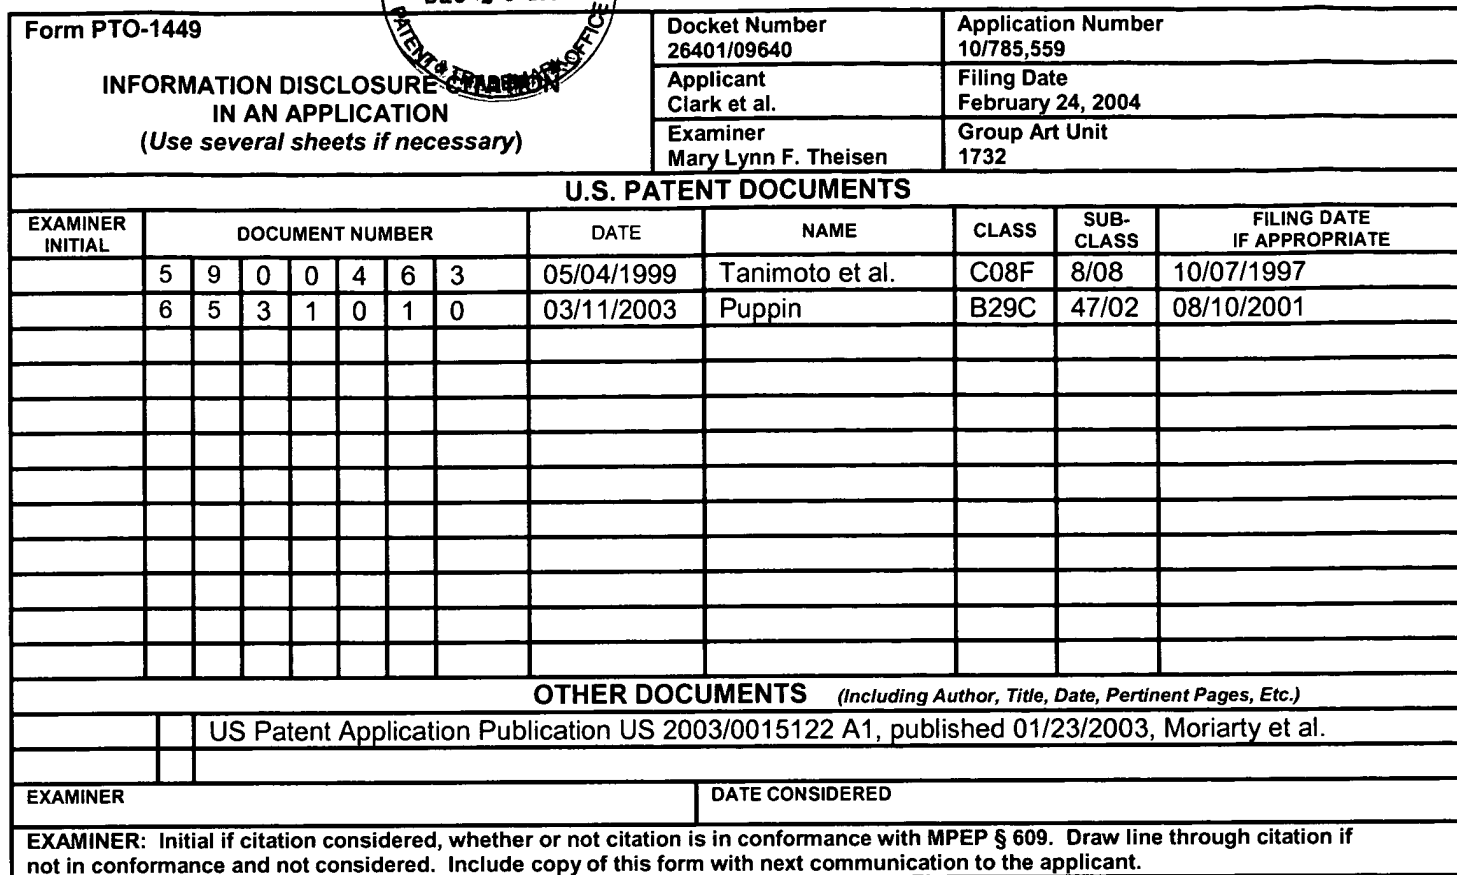 Form PTO-1449
INFORMATION DISCLOSURE CITATION
IN AN APPLICATION
(Use several sheets if necessary)
PATENT & TRADEMARK OFFICE
Docket Number
26401/09640
Application Number
10/785,559
Applicant
Clark et al.
Filing Date
February 24, 2004
Examiner
Mary Lynn F. Theisen
Group Art Unit
1732
U.S. PATENT DOCUMENTS
EXAMINER INITIAL DOCUMENT NUMBER DATE NAME CLASS SUB-CLASS FILING DATE IF APPROPRIATE
5 9 0 0 4 6 3 05/04/1999 Tanimoto et al. C08F 8/08 10/07/1997
6 5 3 1 0 1 0 03/11/2003 Puppin B29C 47/02 08/10/2001
OTHER DOCUMENTS (Including Author, Title, Date, Pertinent Pages, Etc.)
US Patent Application Publication US 2003/0015122 A1, published 01/23/2003, Moriarty et al.
EXAMINER DATE CONSIDERED
EXAMINER: Initial if citation considered, whether or not citation is in conformance with MPEP § 609. Draw line through citation if
not in conformance and not considered. Include copy of this form with next communication to the applicant.